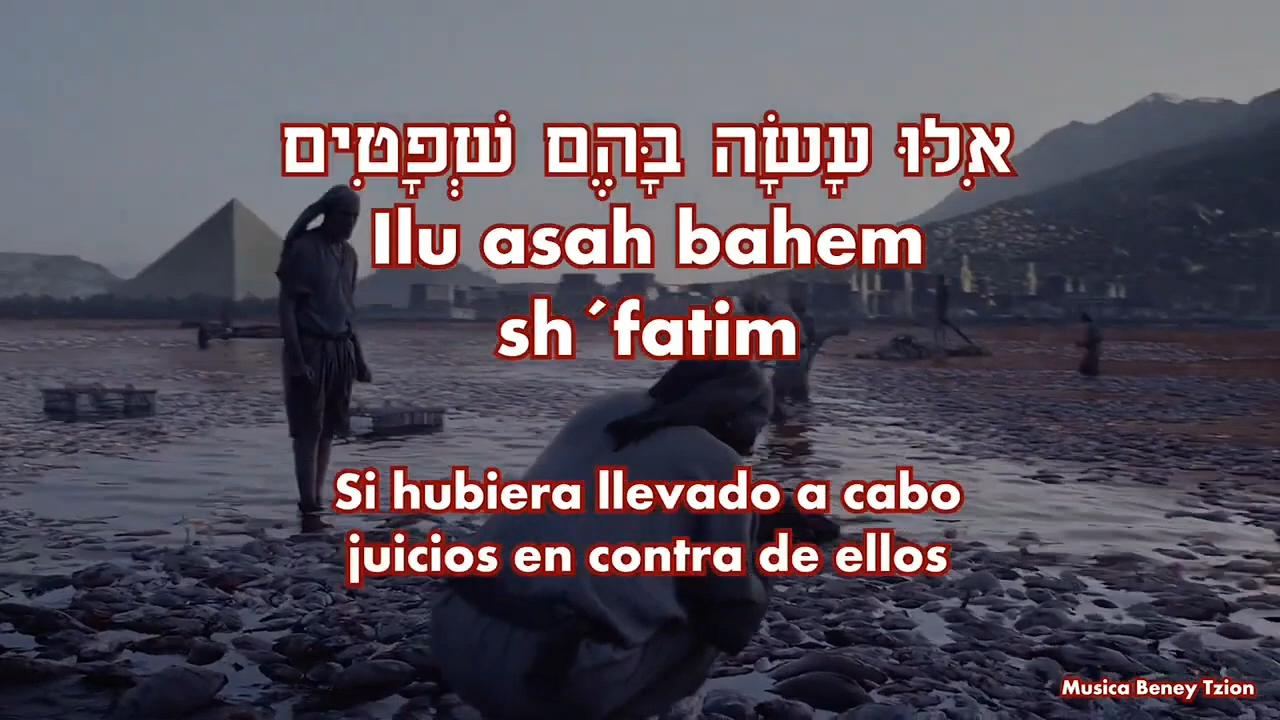 אִלּוּ עָשָׂה בָּהֶם שְׁפָטִים
Ilu asah bahem
sh´fatim
Si hubiera llevado a cabo
juicios en contra de ellos
Musica Beney Tzion